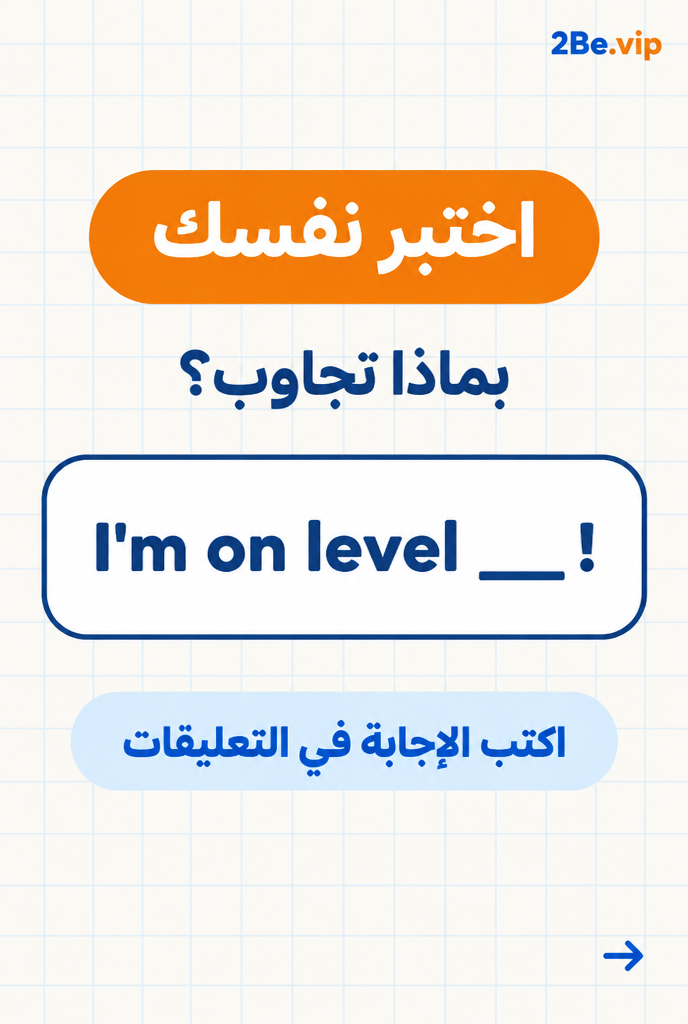 2Be.vip
اختبر نفسك
بماذا تجاوب؟
I'm on level __!
اكتب الإجابة في التعليقات
→